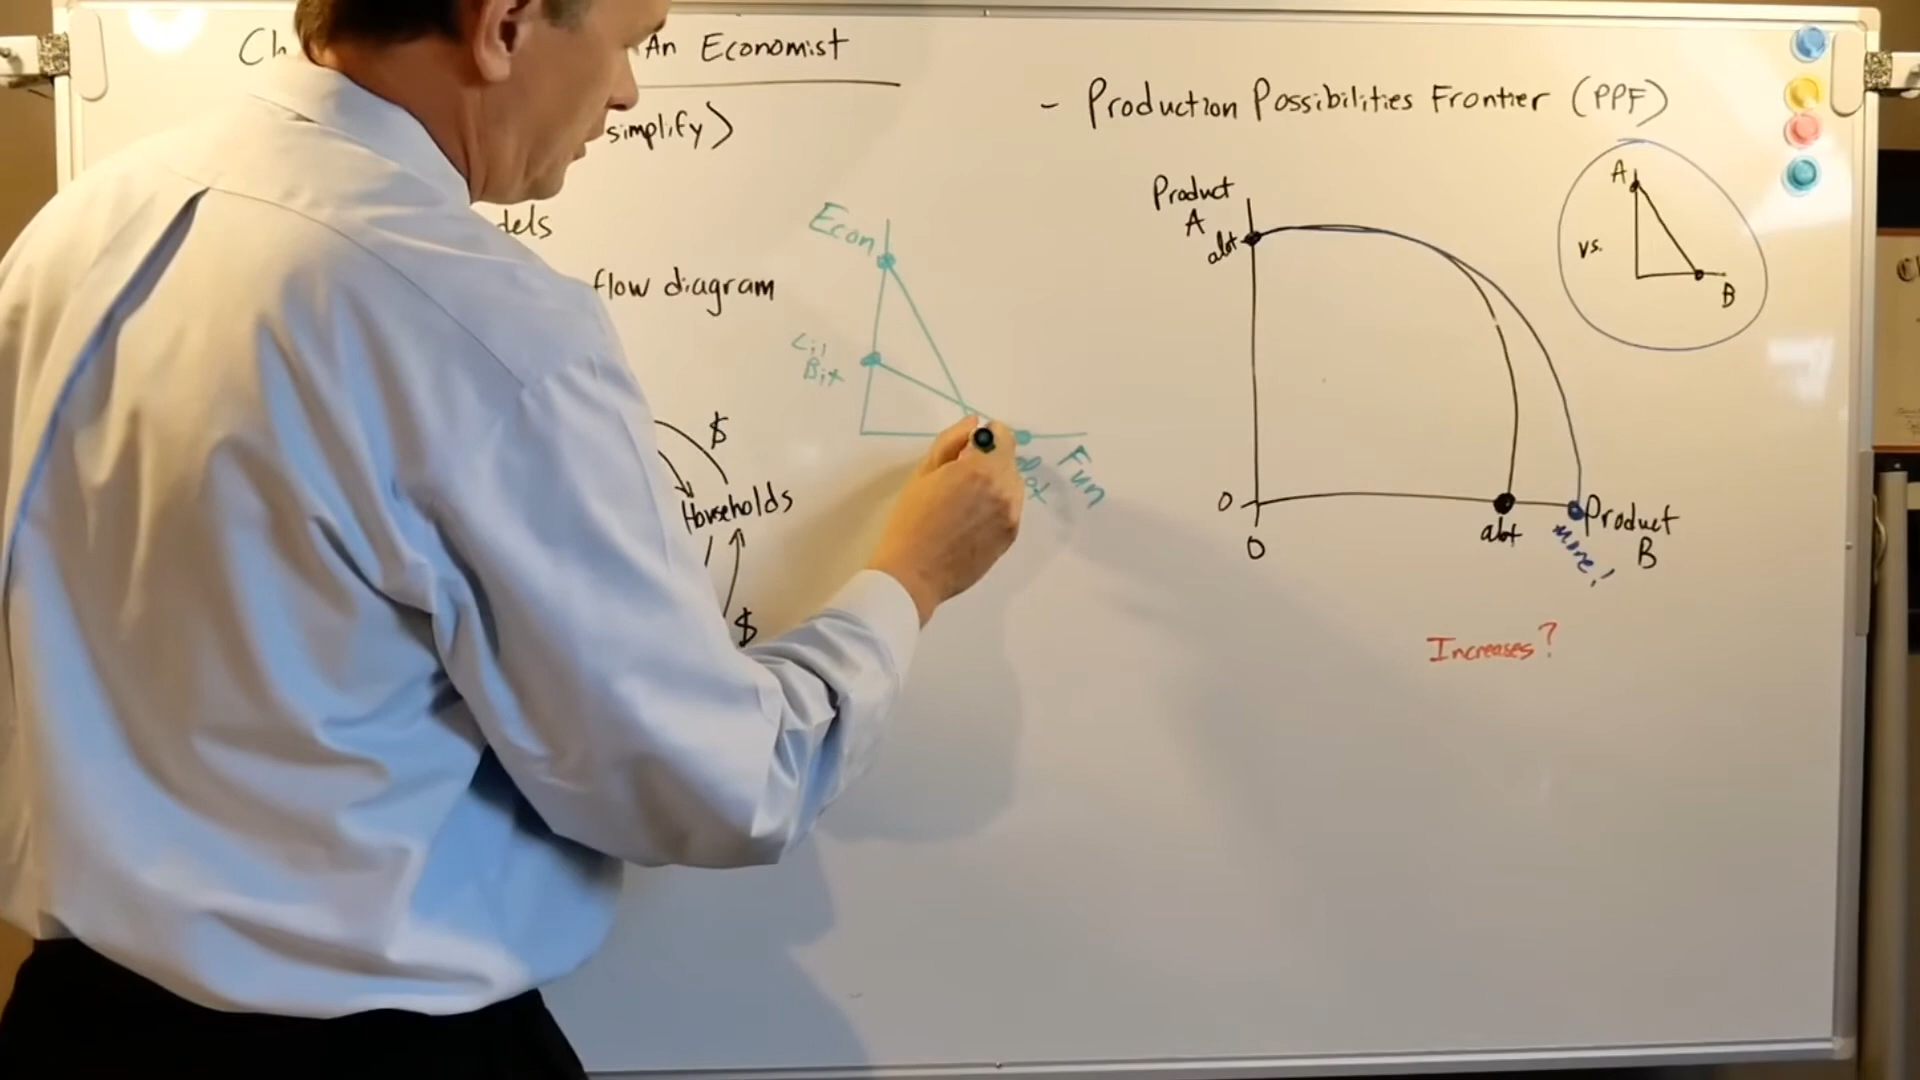 Ch An Economist
simplify)
dels
flow diagram
$
Households
$
Econ
Lil
Bit
Fun
- Production Possibilities Frontier (PPF)
Product
A
alot
0
0
alot
more!
Product
B
vs.
A
B
Increases?